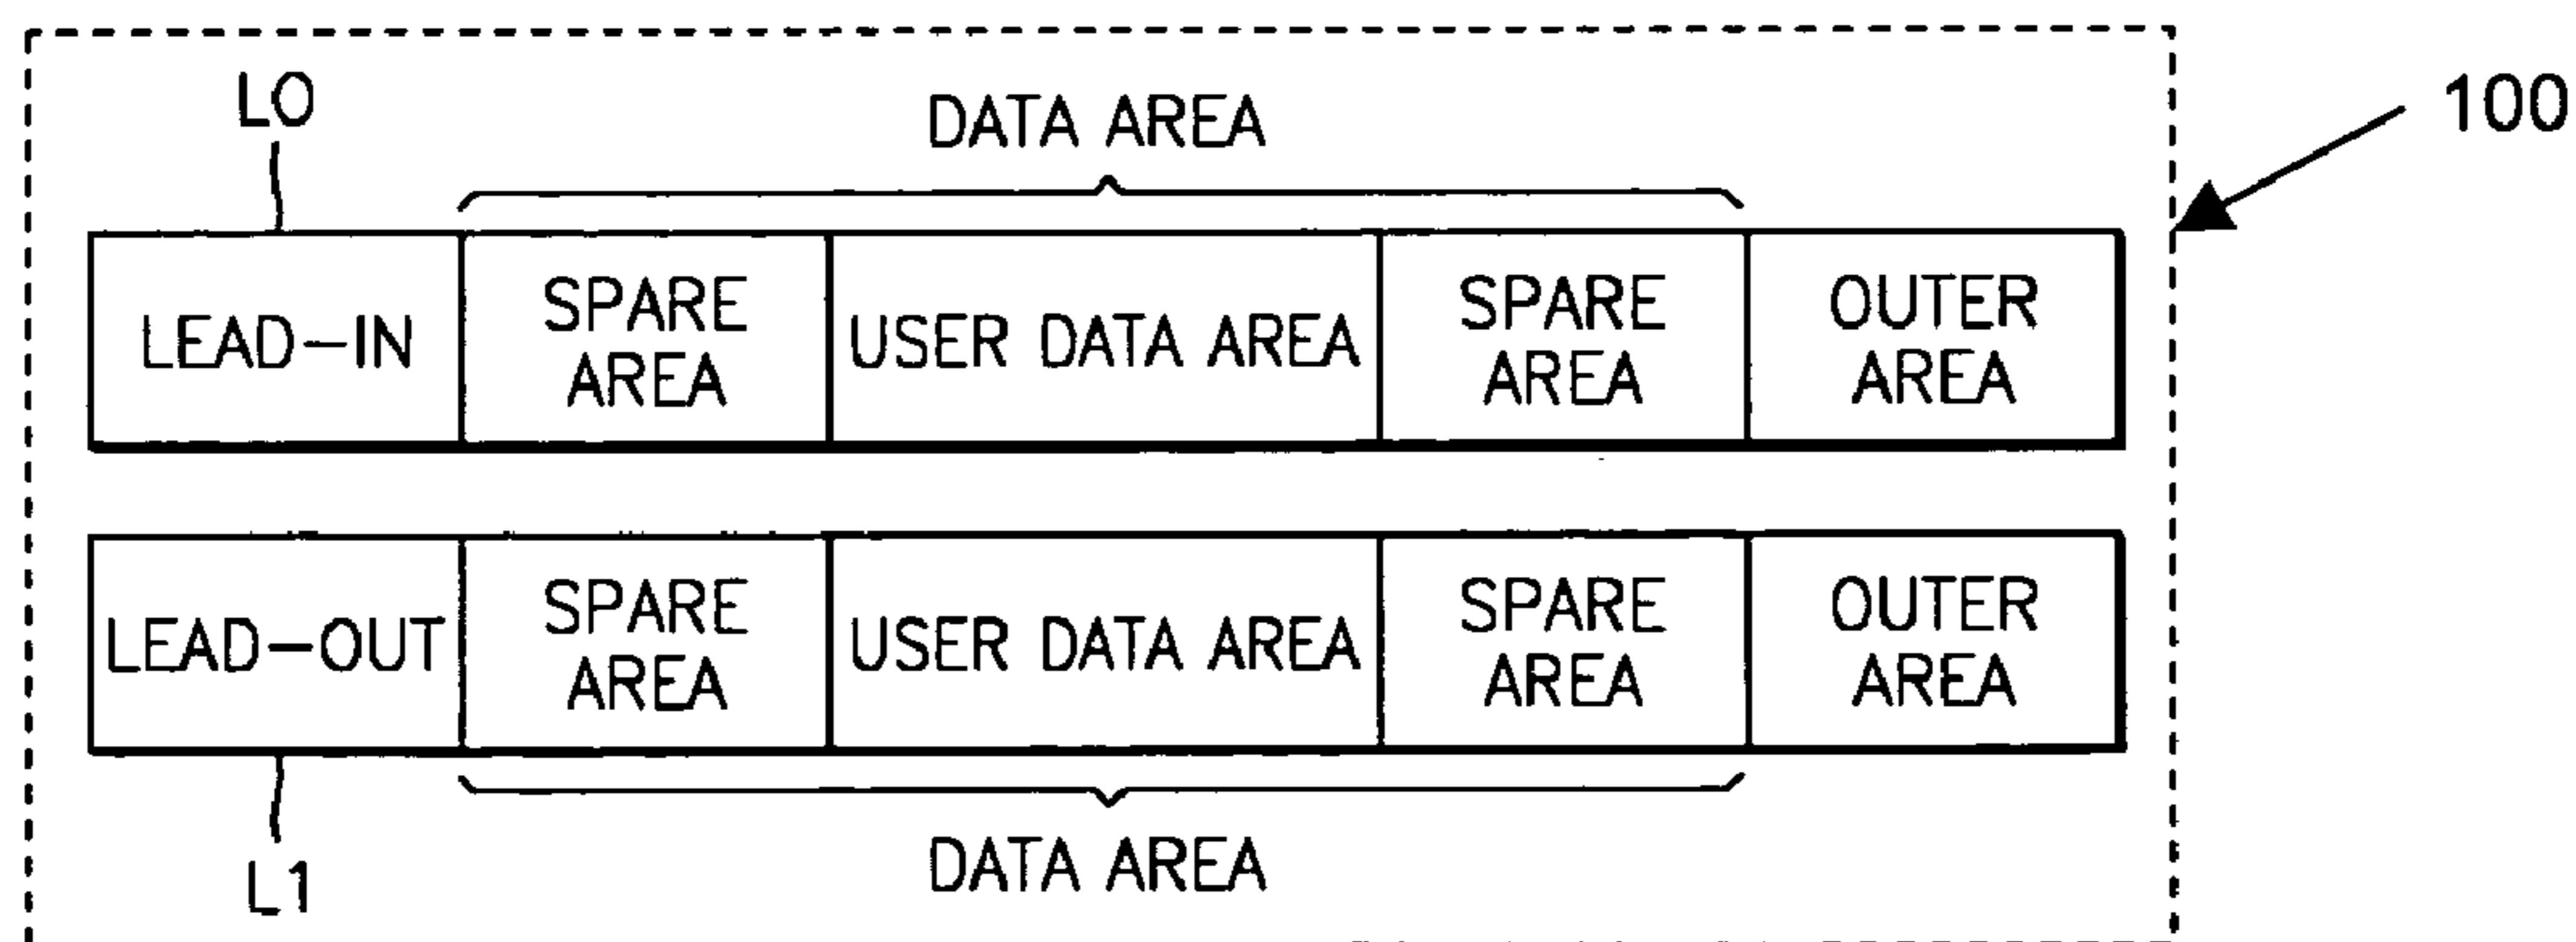 L0
DATA AREA
100
LEAD-IN
SPARE
AREA
USER DATA AREA
SPARE
AREA
OUTER
AREA
LEAD-OUT
SPARE
AREA
USER DATA AREA
SPARE
AREA
OUTER
AREA
DATA AREA
L1